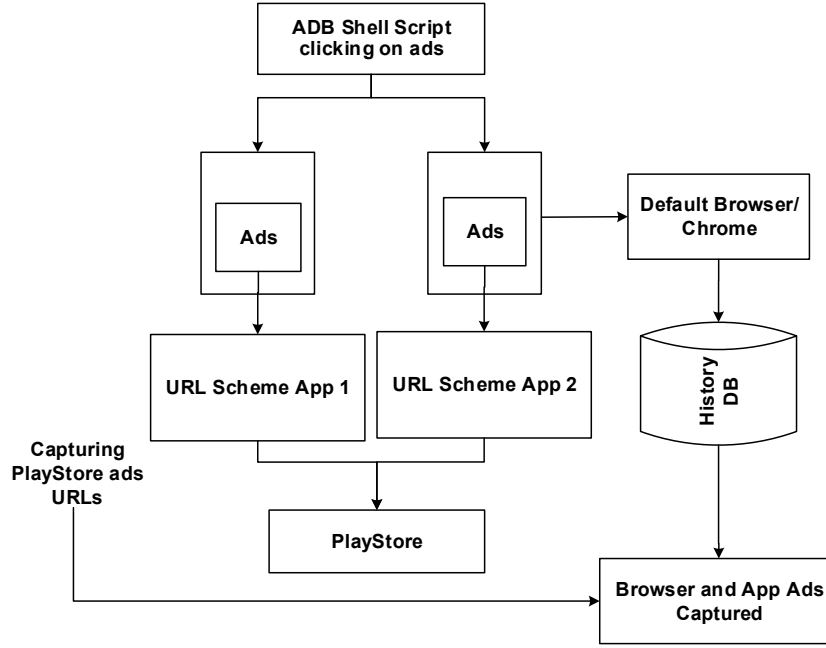 ADB Shell Script
clicking on ads
Ads
Ads
Default Browser/
Chrome
URL Scheme App 1
URL Scheme App 2
History
DB
Capturing
PlayStore ads
URLs
PlayStore
Browser and App Ads
Captured